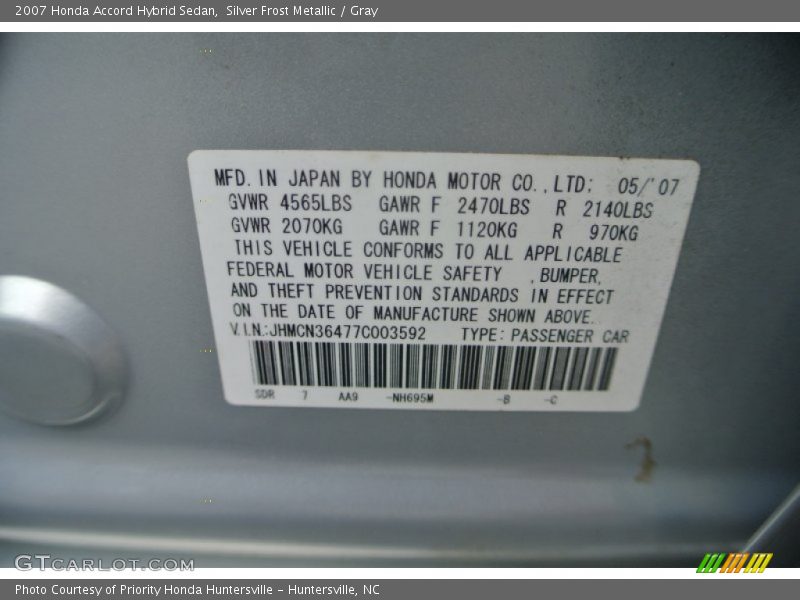 2007 Honda Accord Hybrid Sedan,  Silver Frost Metallic / Gray
MFD. IN JAPAN BY HONDA MOTOR CO., LTD: 05/'07
GVWR 4565LBS GAWR F 2470LBS R 2140LBS
GVWR 2070KG GAWR F 1120KG R 970KG
THIS VEHICLE CONFORMS TO ALL APPLICABLE
FEDERAL MOTOR VEHICLE SAFETY , BUMPER,
AND THEFT PREVENTION STANDARDS IN EFFECT
ON THE DATE OF MANUFACTURE SHOWN ABOVE.
V.I.N.:JHMCN36477C003592 TYPE: PASSENGER CAR
SDR 7 AA9 -NH695M -B -C
GTCARLOT.COM
Photo Courtesy of Priority Honda Huntersville – Huntersville, NC